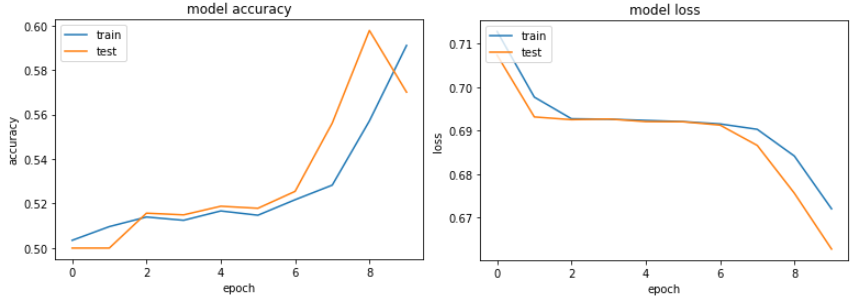 model accuracy
train
test
0.60
0.58
0.56
0.54
0.52
0.50
accuracy
0 2 4 6 8
epoch
model loss
train
test
0.71
0.70
0.69
0.68
0.67
loss
0 2 4 6 8
epoch